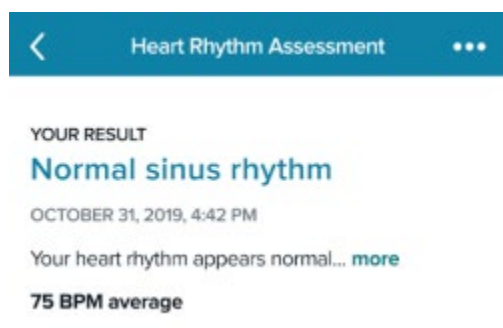 Heart Rhythm Assessment
YOUR RESULT
Normal sinus rhythm
OCTOBER 31, 2019, 4:42 PM
Your heart rhythm appears normal... more
75 BPM average